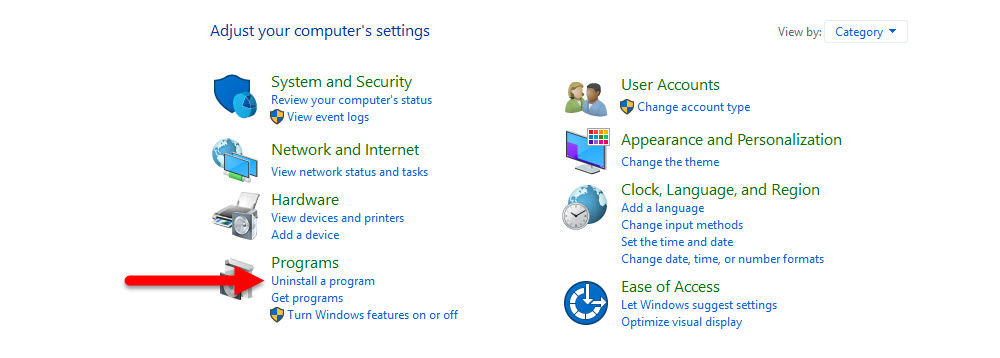 Adjust your computer's settings
View by: Category
System and Security
Review your computer's status
View event logs
Network and Internet
View network status and tasks
Hardware
View devices and printers
Add a device
Programs
Uninstall a program
Get programs
Turn Windows features on or off
User Accounts
Change account type
Appearance and Personalization
Change the theme
Clock, Language, and Region
Add a language
Change input methods
Set the time and date
Change date, time, or number formats
Ease of Access
Let Windows suggest settings
Optimize visual display